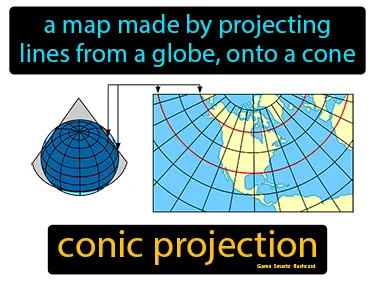 a map made by projecting
lines from a globe, onto a cone
conic projection
Game Smartz flashcard